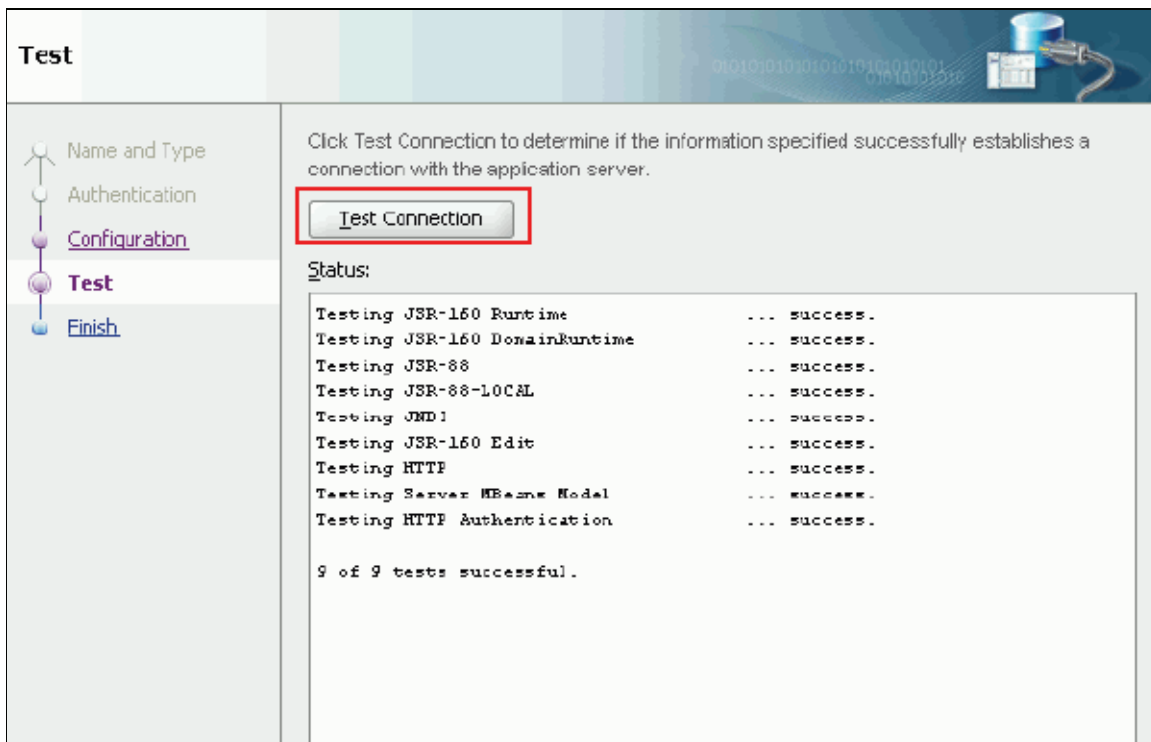 Test
010101010101010101010101
01010101010
Name and Type
Authentication
Configuration
Test
Finish
Click Test Connection to determine if the information specified successfully establishes a
connection with the application server.
Test Connection
Status:
Testing JSR-160 Runtime ... success.
Testing JSR-160 DomainRuntime ... success.
Testing JSR-88 ... success.
Testing JSR-88-LOCAL ... success.
Testing JNDI ... success.
Testing JSR-160 Edit ... success.
Testing HTTP ... success.
Testing Server MBeans Model ... success.
Testing HTTP Authentication ... success.
9 of 9 tests successful.